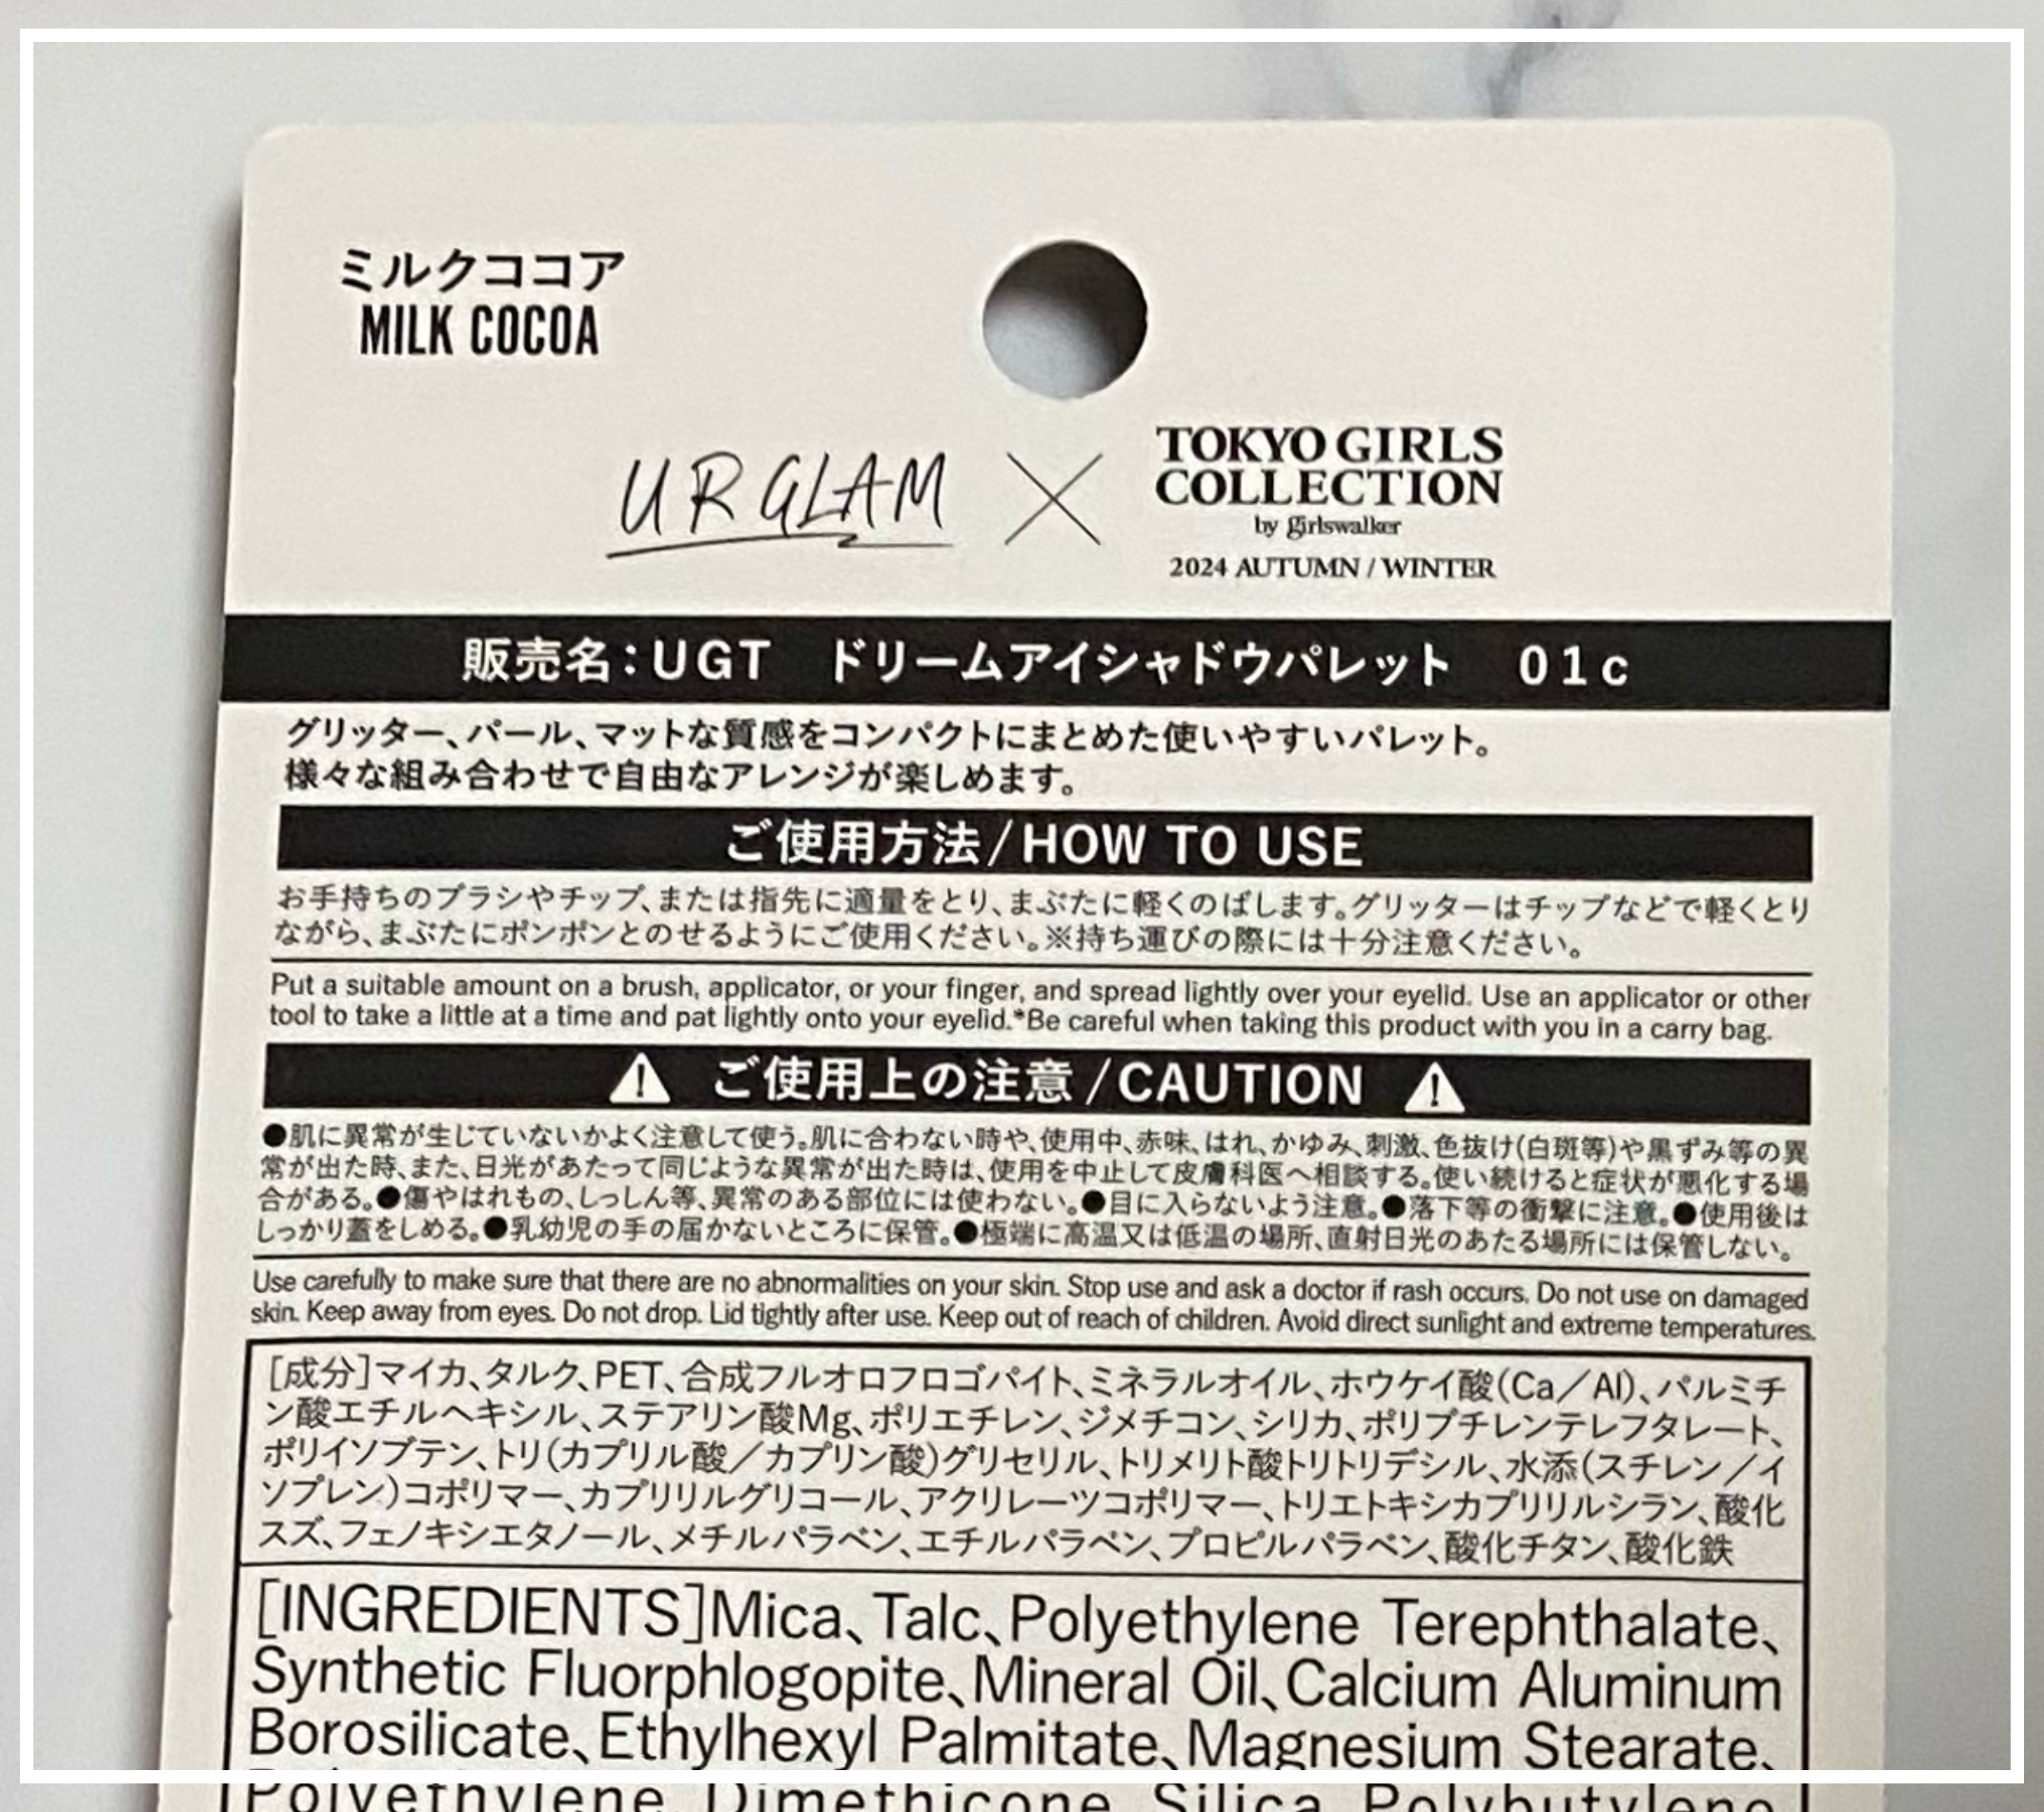 ミルクココア
MILK COCOA
UR GLAM × TOKYO GIRLS
COLLECTION
by girlswalker
2024 AUTUMN / WINTER
販売名：UGT　ドリームアイシャドウパレット　01c
グリッター、パール、マットな質感をコンパクトにまとめた使いやすいパレット。
様々な組み合わせで自由なアレンジが楽しめます。
ご使用方法/HOW TO USE
お手持ちのブラシやチップ、または指先に適量をとり、まぶたに軽くのばします。グリッターはチップなどで軽くとり
ながら、まぶたにポンポンとのせるようにご使用ください。※持ち運びの際には十分注意ください。
Put a suitable amount on a brush, applicator, or your finger, and spread lightly over your eyelid. Use an applicator or other
tool to take a little at a time and pat lightly onto your eyelid.*Be careful when taking this product with you in a carry bag.
ご使用上の注意/CAUTION
●肌に異常が生じていないかよく注意して使う。肌に合わない時や、使用中、赤味、はれ、かゆみ、刺激、色抜け(白斑等)や黒ずみ等の異
常が出た時、また、日光があたって同じような異常が出た時は、使用を中止して皮膚科医へ相談する。使い続けると症状が悪化する場
合がある。●傷やはれもの、しっしん等、異常のある部位には使わない。●目に入らないよう注意。●落下等の衝撃に注意。●使用後は
しっかり蓋をしめる。●乳幼児の手の届かないところに保管。●極端に高温又は低温の場所、直射日光のあたる場所には保管しない。
Use carefully to make sure that there are no abnormalities on your skin. Stop use and ask a doctor if rash occurs. Do not use on damaged
skin. Keep away from eyes. Do not drop. Lid tightly after use. Keep out of reach of children. Avoid direct sunlight and extreme temperatures.
[成分]マイカ、タルク、PET、合成フルオロフロゴパイト、ミネラルオイル、ホウケイ酸(Ca／Al)、パルミチ
ン酸エチルヘキシル、ステアリン酸Mg、ポリエチレン、ジメチコン、シリカ、ポリブチレンテレフタレート、
ポリイソブテン、トリ(カプリル酸／カプリン酸)グリセリル、トリメリト酸トリトリデシル、水添(スチレン／イ
ソプレン)コポリマー、カプリリルグリコール、アクリレーツコポリマー、トリエトキシカプリリルシラン、酸化
スズ、フェノキシエタノール、メチルパラベン、エチルパラベン、プロピルパラベン、酸化チタン、酸化鉄
[INGREDIENTS]Mica、Talc、Polyethylene Terephthalate、
Synthetic Fluorphlogopite、Mineral Oil、Calcium Aluminum
Borosilicate、Ethylhexyl Palmitate、Magnesium Stearate、
Polyethylene、Dimethicone、Silica、Polybutylene